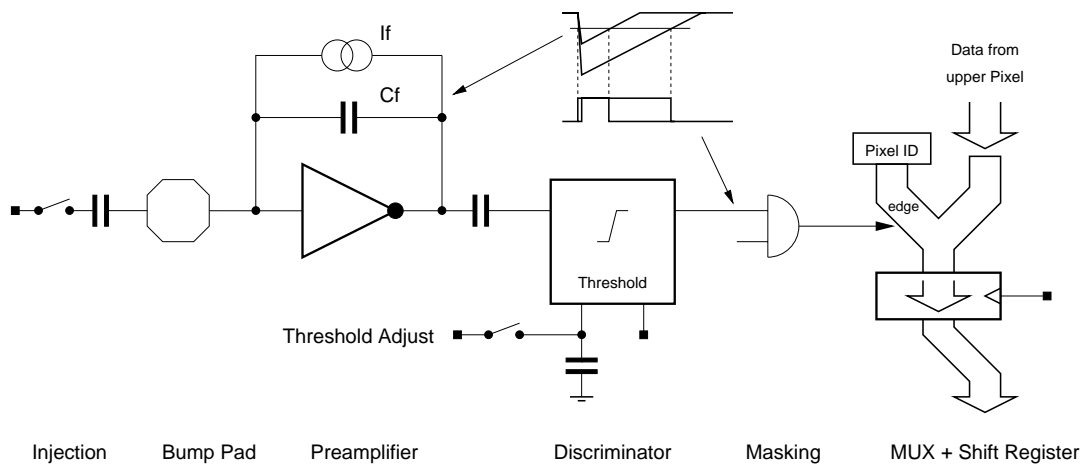 If
Cf
Data from
upper Pixel
Pixel ID
edge
Threshold
Threshold Adjust
Injection
Bump Pad
Preamplifier
Discriminator
Masking
MUX + Shift Register